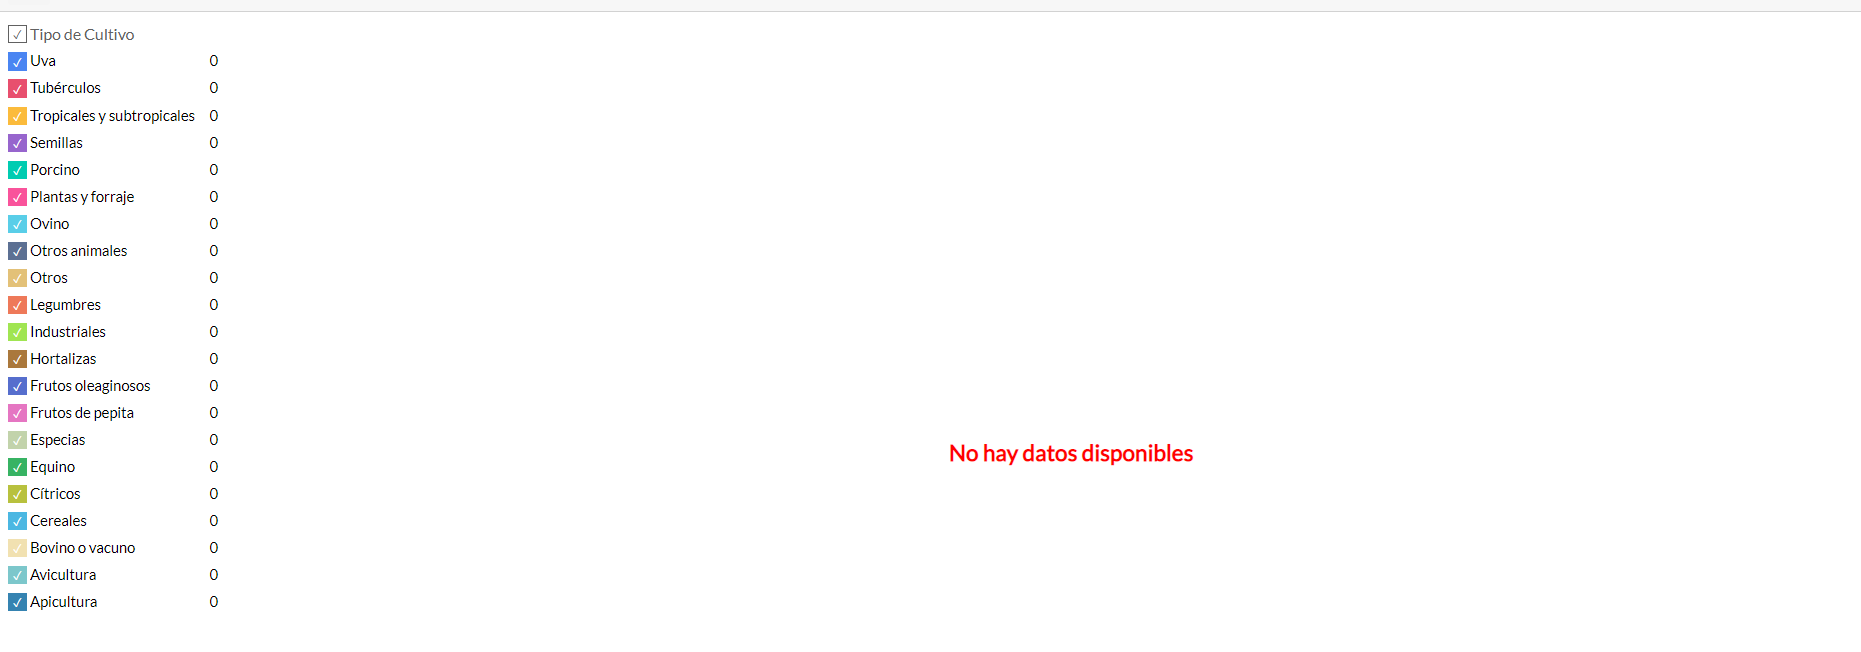 Tipo de Cultivo
Uva 0
Tubérculos 0
Tropicales y subtropicales 0
Semillas 0
Porcino 0
Plantas y forraje 0
Ovino 0
Otros animales 0
Otros 0
Legumbres 0
Industriales 0
Hortalizas 0
Frutos oleaginosos 0
Frutos de pepita 0
Especias 0
Equino 0
Cítricos 0
Cereales 0
Bovino o vacuno 0
Avicultura 0
Apicultura 0
No hay datos disponibles